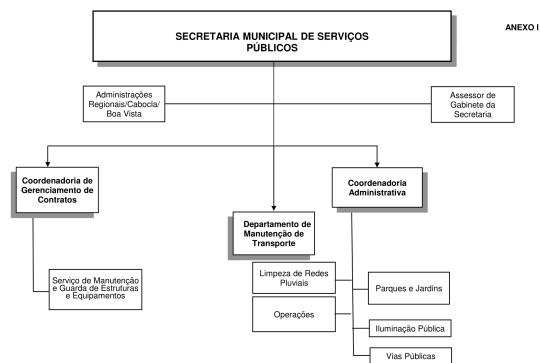 ANEXO I
SECRETARIA MUNICIPAL DE SERVIÇOS
PÚBLICOS
Administrações
Regionais/Cabocla/
Boa Vista
Assessor de
Gabinete da
Secretaria
Coordenadoria de
Gerenciamento de
Contratos
Coordenadoria
Administrativa
Departamento de
Manutenção de
Transporte
Serviço de Manutenção
e Guarda de Estruturas
e Equipamentos
Limpeza de Redes
Pluviais
Parques e Jardins
Operações
Iluminação Pública
Vias Públicas